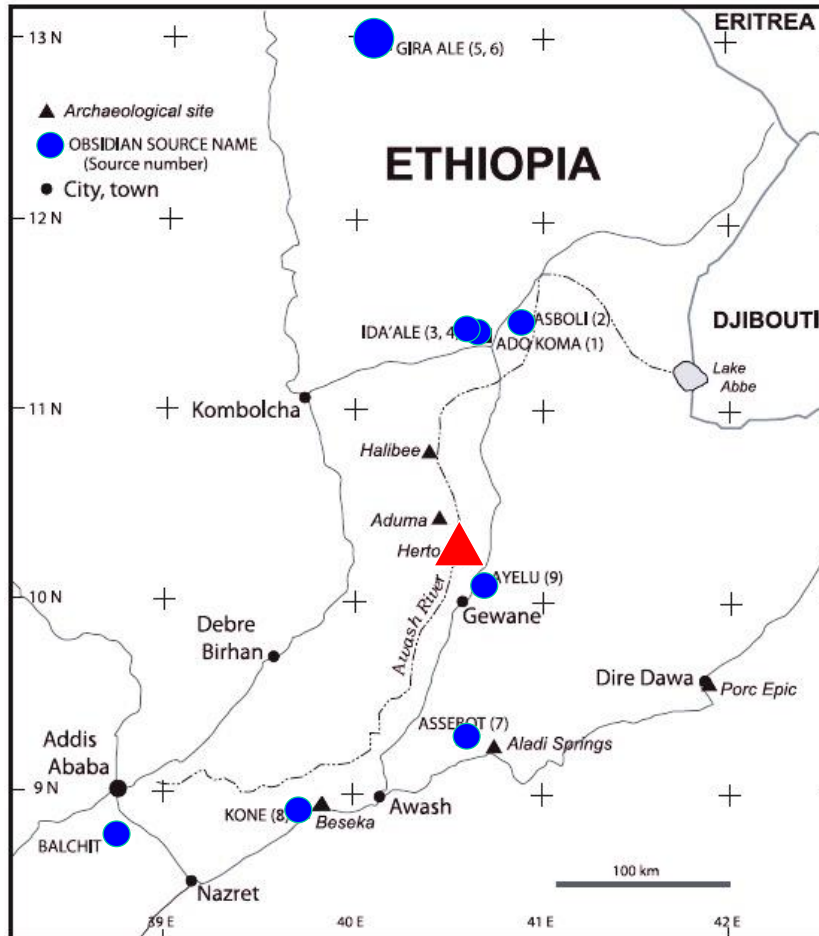 13 N
GIRA ALE (5, 6)
ERITREA
Archaeological site
OBSIDIAN SOURCE NAME
(Source number)
City, town
ETHIOPIA
12 N
IDA'ALE (3, 4
ASBOLI (2)
ADO KOMA (1)
DJIBOUTI
Lake
Abbe
11 N
Kombolcha
Halibee
Aduma
Herto
AYELU (9)
10 N
Gewane
Awash River
Debre
Birhan
Dire Dawa
Porc Epic
ASSEBOT (7)
Aladi Springs
Addis
Ababa
9 N
KONE (8)
Beseka
Awash
BALCHIT
Nazret
100 km
39 E
40 E
41 E
42 E